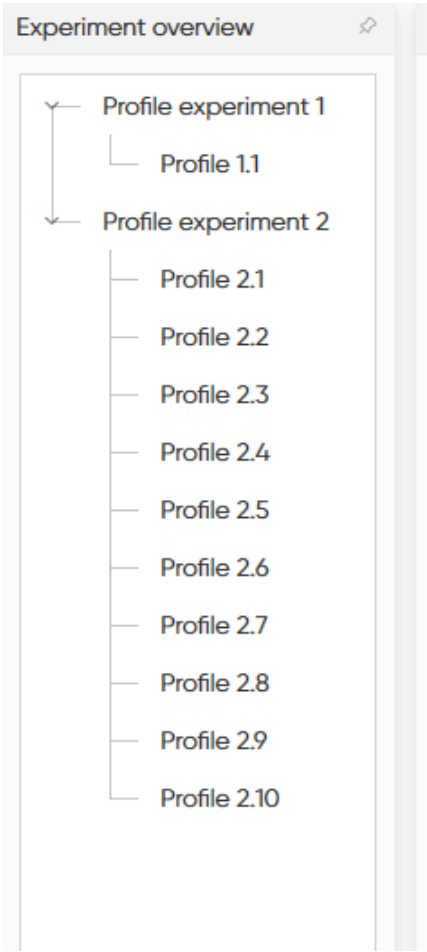 Experiment overview
Profile experiment 1
Profile 1.1
Profile experiment 2
Profile 2.1
Profile 2.2
Profile 2.3
Profile 2.4
Profile 2.5
Profile 2.6
Profile 2.7
Profile 2.8
Profile 2.9
Profile 2.10